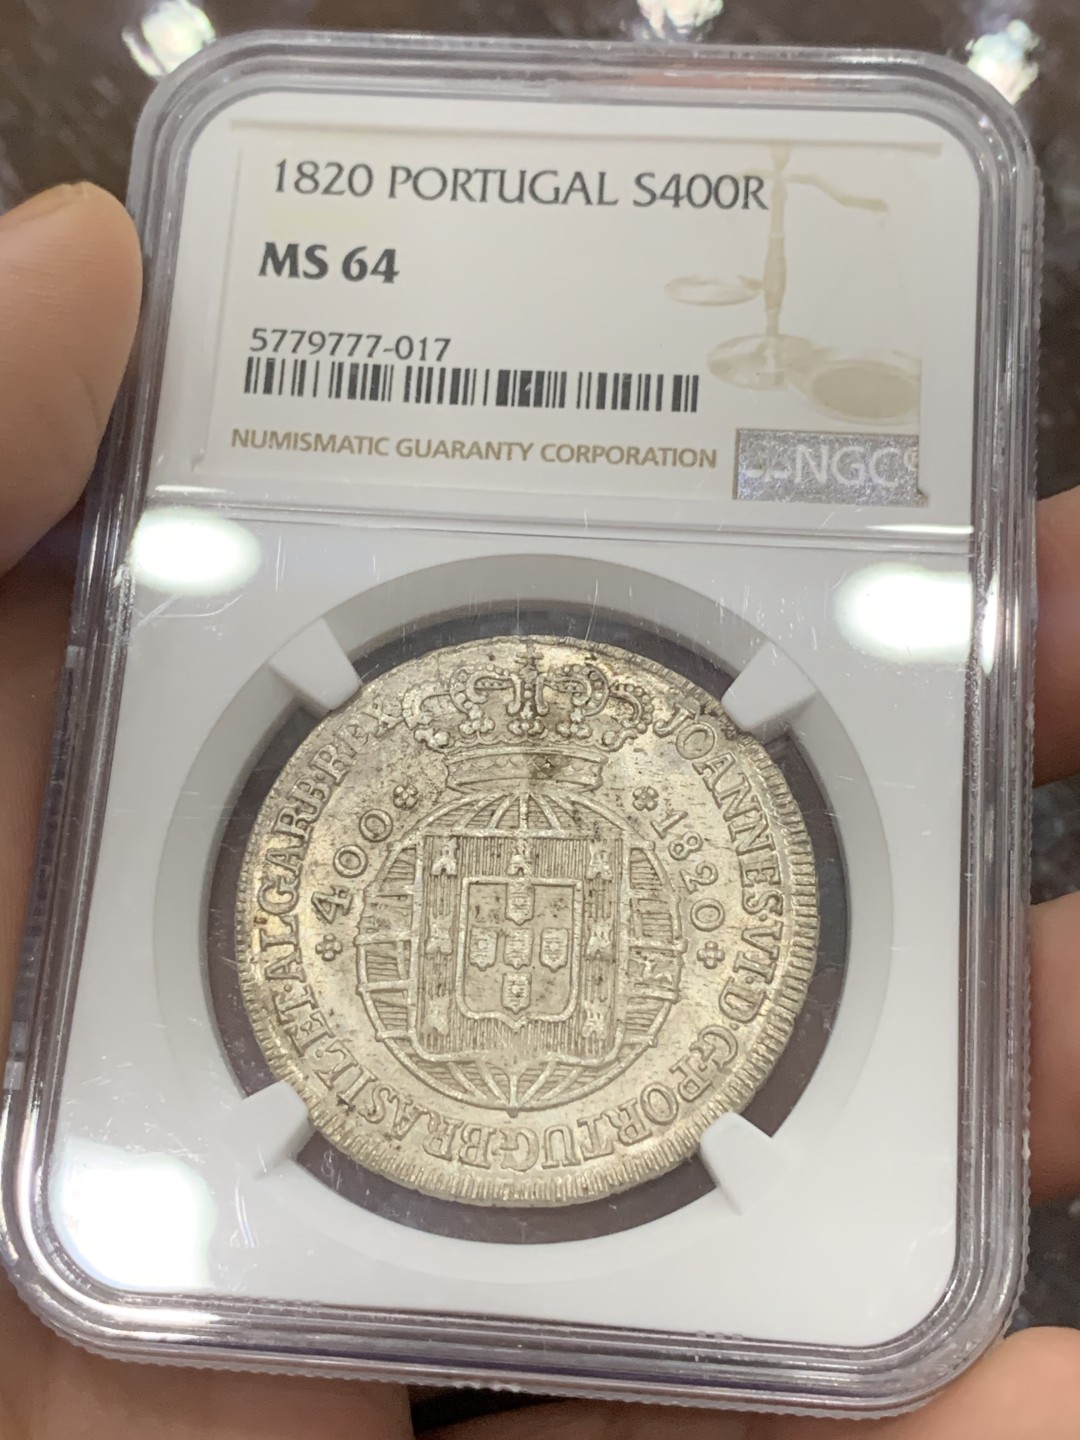 1820 PORTUGAL S400R
MS 64
5779777-017
NUMISMATIC GUARANTY CORPORATION
NGC
JOANNES·VI·D·G·PORTUG·BRASIL·ET·ALGARB·REX
400
1820